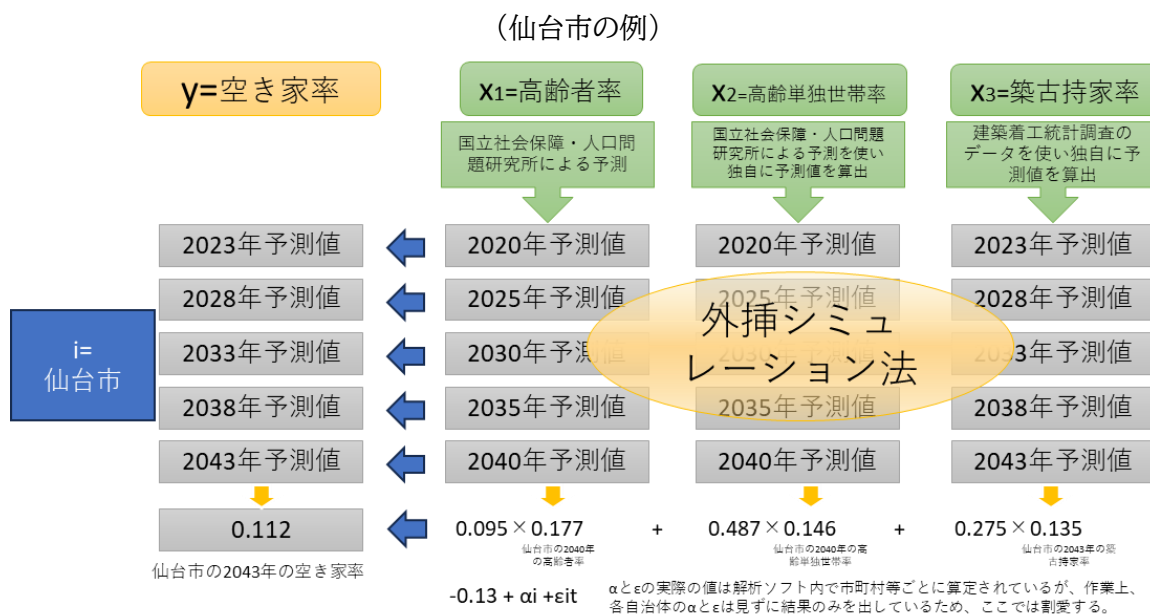 （仙台市の例）
y=空き家率
x1=高齢者率
x2=高齢単独世帯率
x3=築古持家率
国立社会保障・人口問
題研究所による予測
国立社会保障・人口問題
研究所による予測を使い
独自に予測値を算出
建築着工統計調査の
データを使い独自に予
測値を算出
2023年予測値
2020年予測値
2020年予測値
2023年予測値
2028年予測値
2025年予測値
2025年予測値
2028年予測値
外挿シミュ
レーション法
i=
仙台市
2033年予測値
2030年予測値
2030年予測値
2033年予測値
2038年予測値
2035年予測値
2035年予測値
2038年予測値
2043年予測値
2040年予測値
2040年予測値
2043年予測値
0.112
0.095×0.177
+
0.487×0.146
+
0.275×0.135
仙台市の2040年
の高齢者率
仙台市の2040年の高
齢単独世帯率
仙台市の2043年の築
古持家率
仙台市の2043年の空き家率
-0.13 + αi +εit
αとεの実際の値は解析ソフト内で市町村等ごとに算定されているが、作業上、
各自治体のαとεは見ずに結果のみを出しているため、ここでは割愛する。